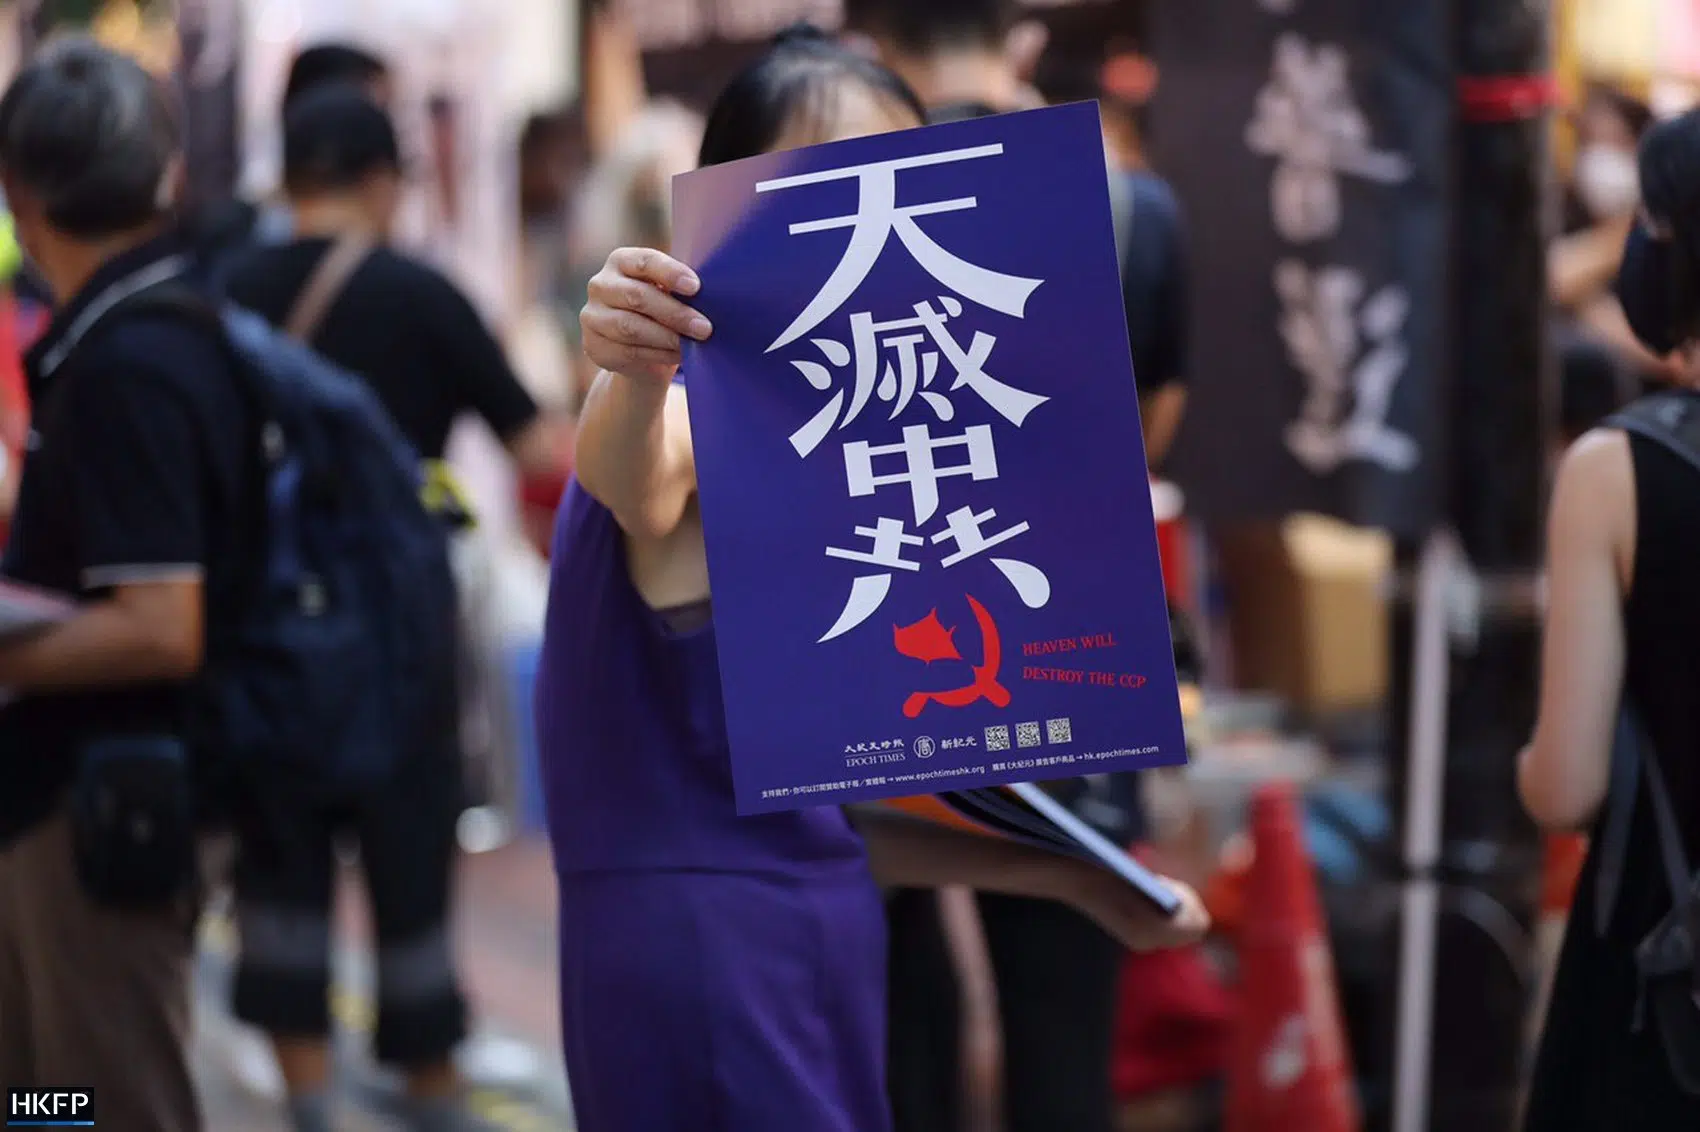 天滅中共
HEAVEN WILL
DESTROY THE CCP
大紀元時報
EPOCH TIMES
新紀元
支持我們，你可以訂閱贊助電子報／實體報 → www.epochtimeshk.org
購買《大紀元》廣告客戶商品 → hk.epochtimes.com
HKFP